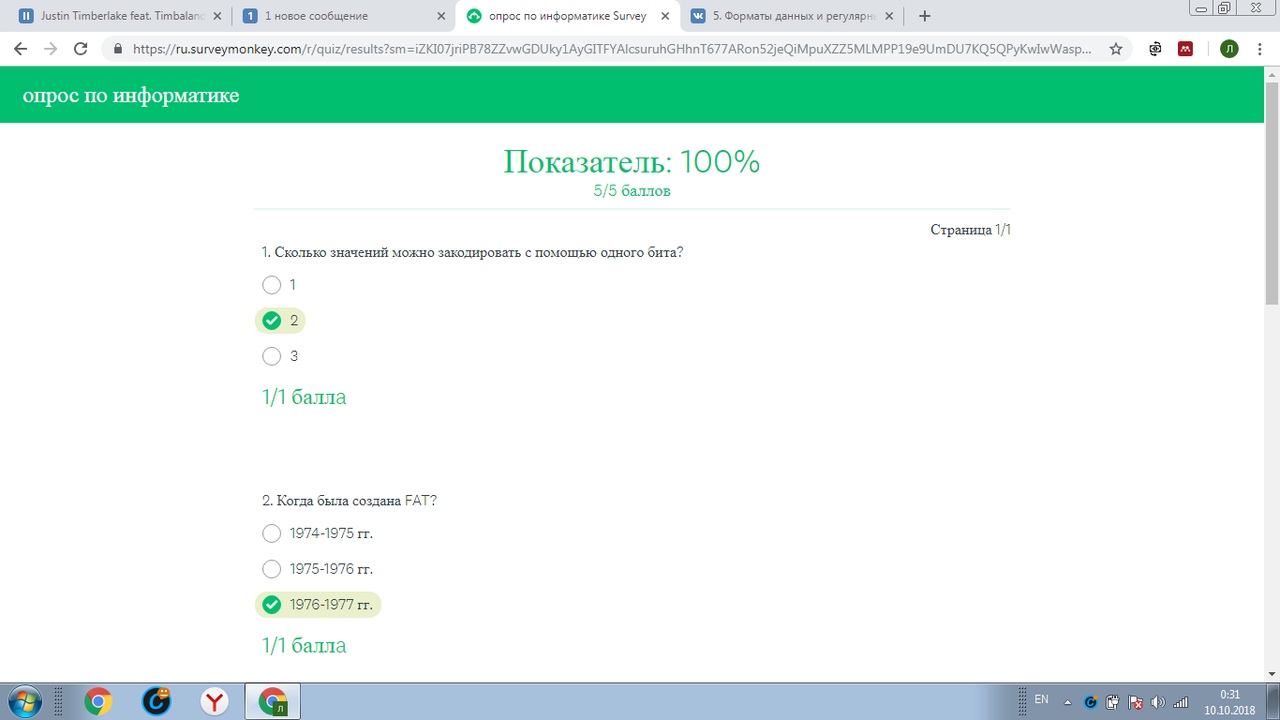 Justin Timberlake feat. Timbaland
1 1 новое сообщение
опрос по информатике Survey
5. Форматы данных и регулярн
https://ru.surveymonkey.com/r/quiz/results?sm=iZKI07jriPB78ZZvwGDUky1AyGITFYAlcsuruhGHhnT677ARon52jeQiMpuXZZ5MLMPP19e9UmDU7KQ5QPyKwIwWasp...
Л
опрос по информатике
Показатель: 100%
5/5 баллов
Страница 1/1
1. Сколько значений можно закодировать с помощью одного бита?
1
2
3
1/1 балла
2. Когда была создана FAT?
1974-1975 гг.
1975-1976 гг.
1976-1977 гг.
1/1 балла
EN
0:31
10.10.2018